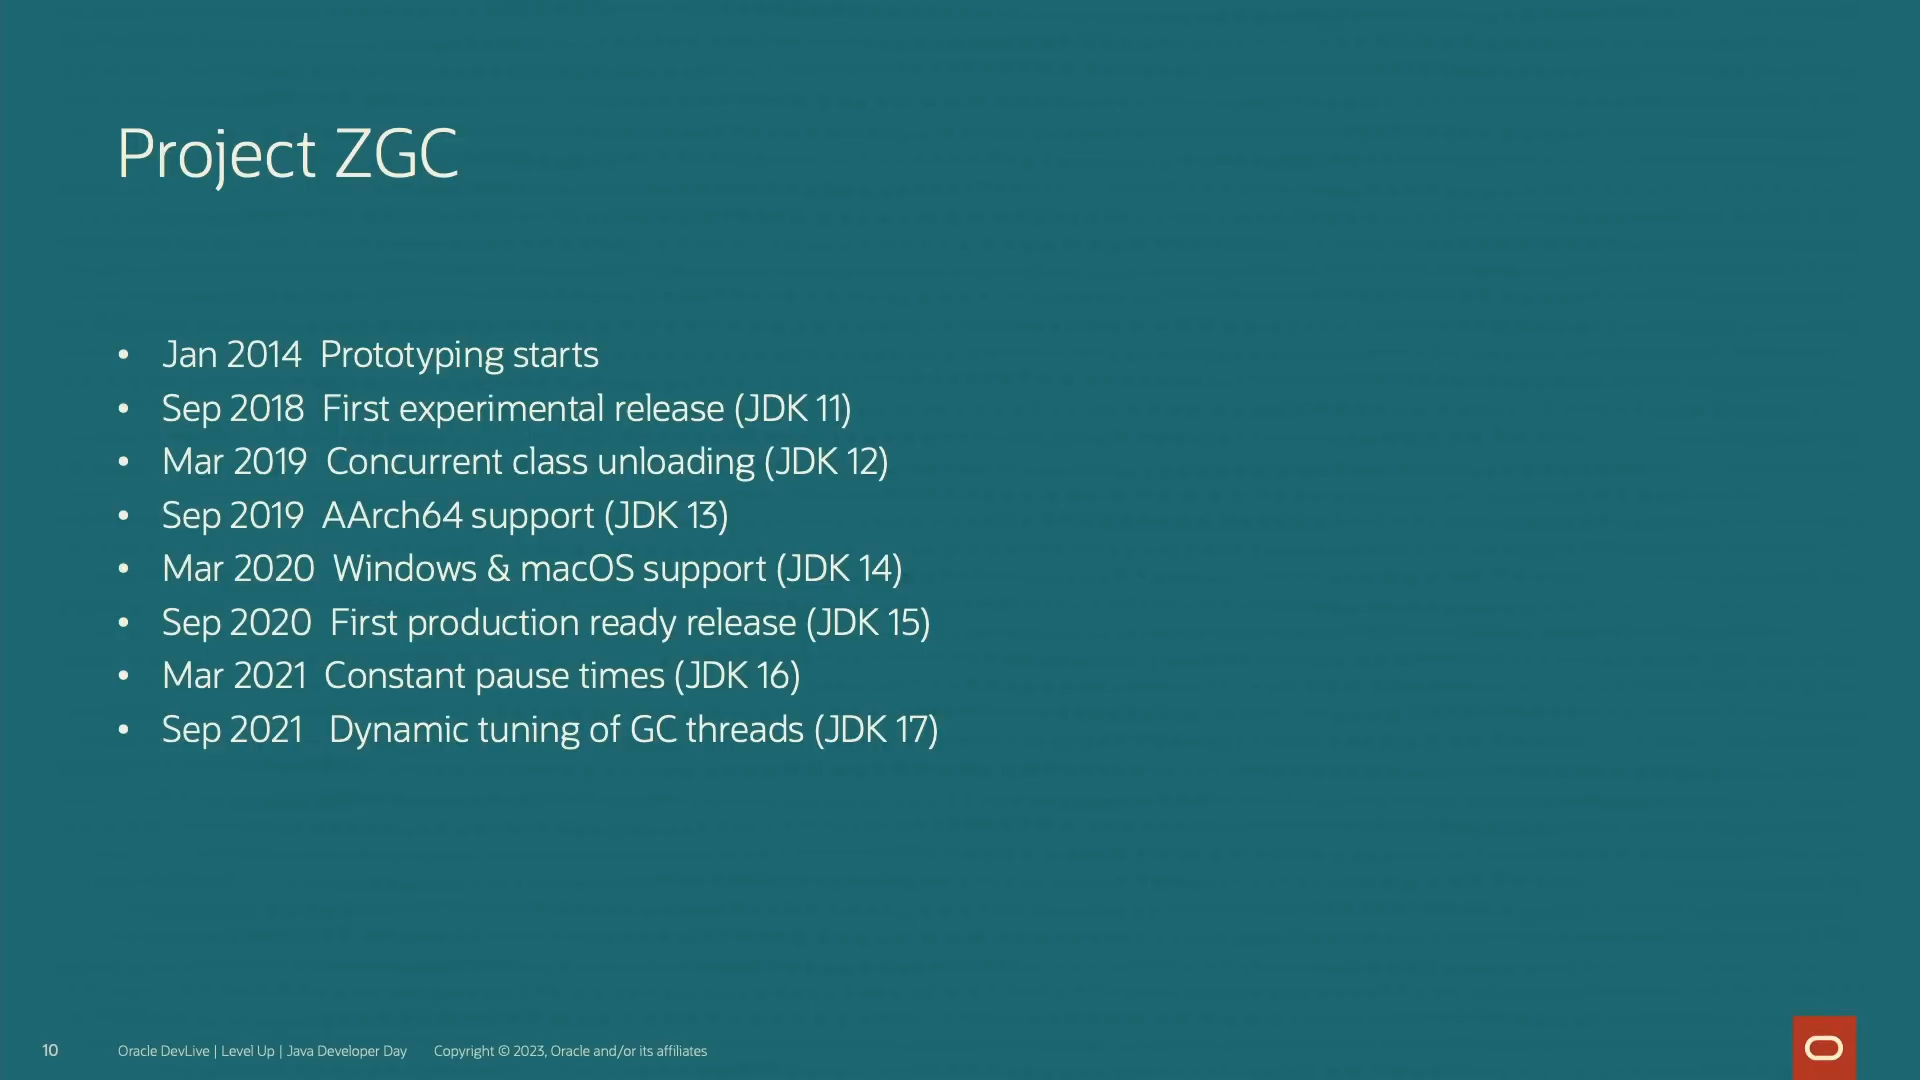 Project ZGC
• Jan 2014 Prototyping starts
• Sep 2018 First experimental release (JDK 11)
• Mar 2019 Concurrent class unloading (JDK 12)
• Sep 2019 AArch64 support (JDK 13)
• Mar 2020 Windows & macOS support (JDK 14)
• Sep 2020 First production ready release (JDK 15)
• Mar 2021 Constant pause times (JDK 16)
• Sep 2021 Dynamic tuning of GC threads (JDK 17)
10 Oracle DevLive | Level Up | Java Developer Day Copyright © 2023, Oracle and/or its affiliates